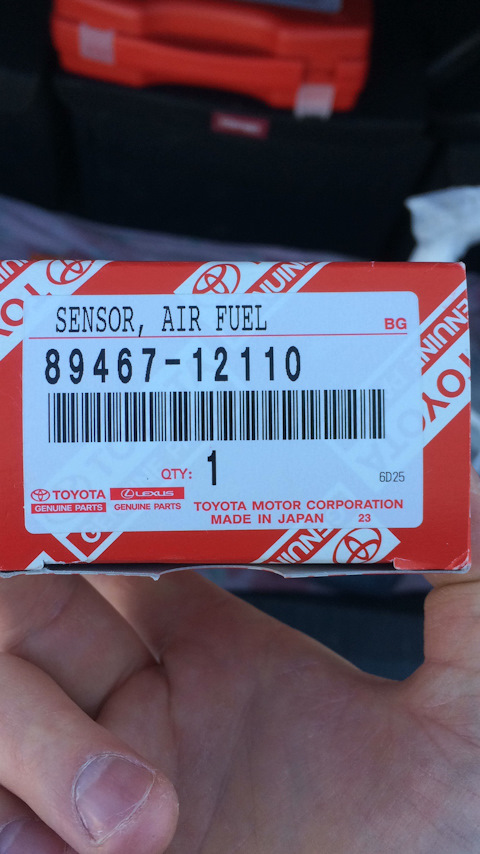 SENSOR, AIR FUEL
BG
89467-12110
QTY: 1
6D25
TOYOTA
GENUINE PARTS
LEXUS
GENUINE PARTS
TOYOTA MOTOR CORPORATION
MADE IN JAPAN 23